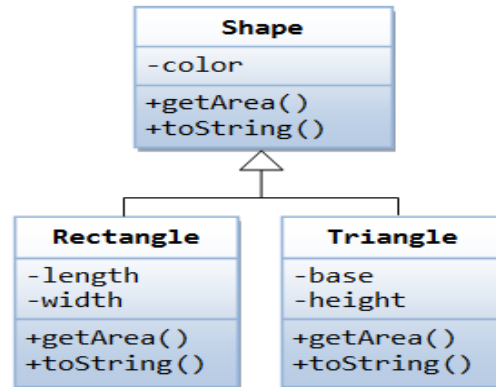 Shape
-color
+getArea()
+toString()
Rectangle
-length
-width
+getArea()
+toString()
Triangle
-base
-height
+getArea()
+toString()